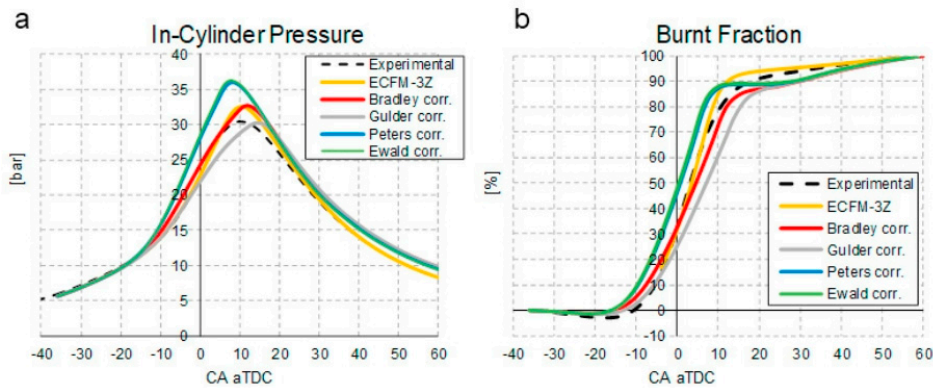 a
In-Cylinder Pressure
[bar]
40
35
30
25
20
15
10
5
0
Experimental
ECFM-3Z
Bradley corr.
Gulder corr.
Peters corr.
Ewald corr.
-40 -30 -20 -10 0 10 20 30 40 50 60
CA aTDC
b
Burnt Fraction
[%]
100
90
80
70
60
50
40
30
20
10
0
-10
Experimental
ECFM-3Z
Bradley corr.
Gulder corr.
Peters corr.
Ewald corr.
-40 -30 -20 -10 0 10 20 30 40 50 60
CA aTDC